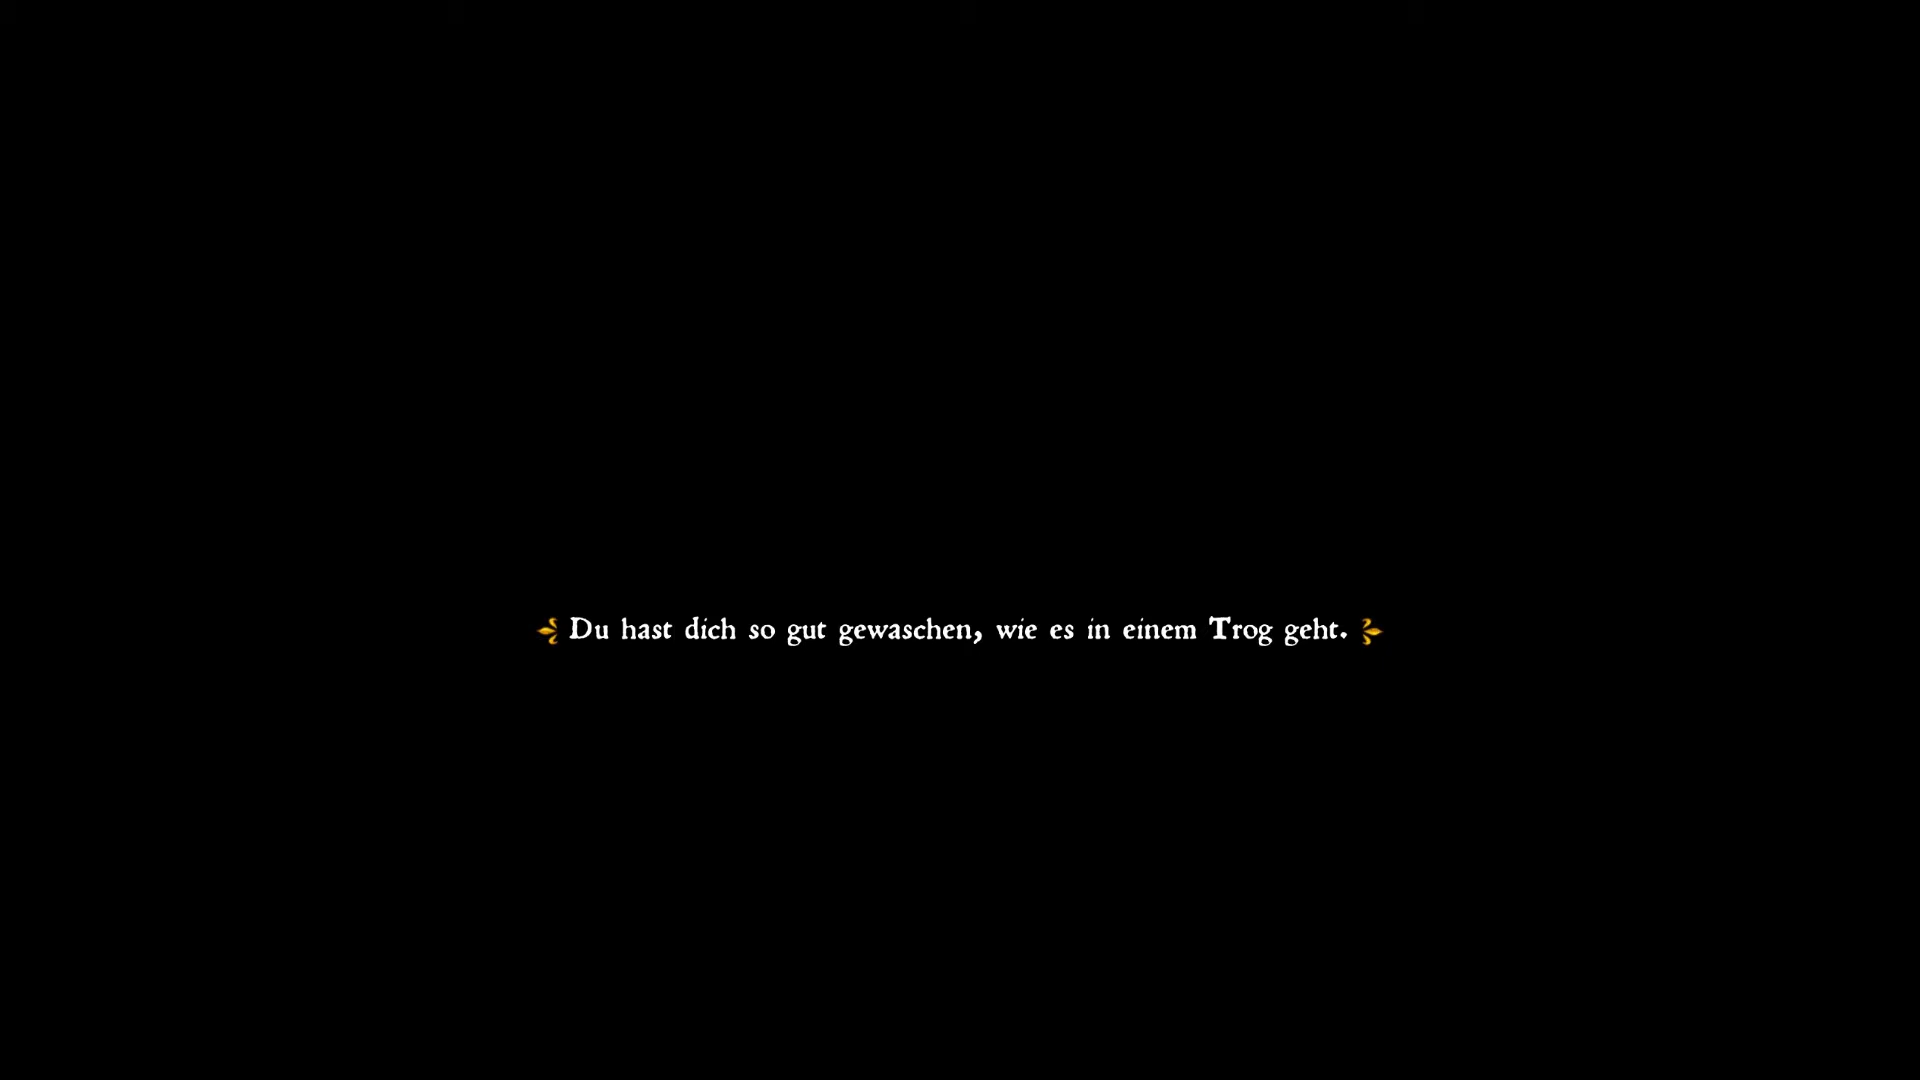 Du hast dich so gut gewaschen, wie es in einem Trog geht.